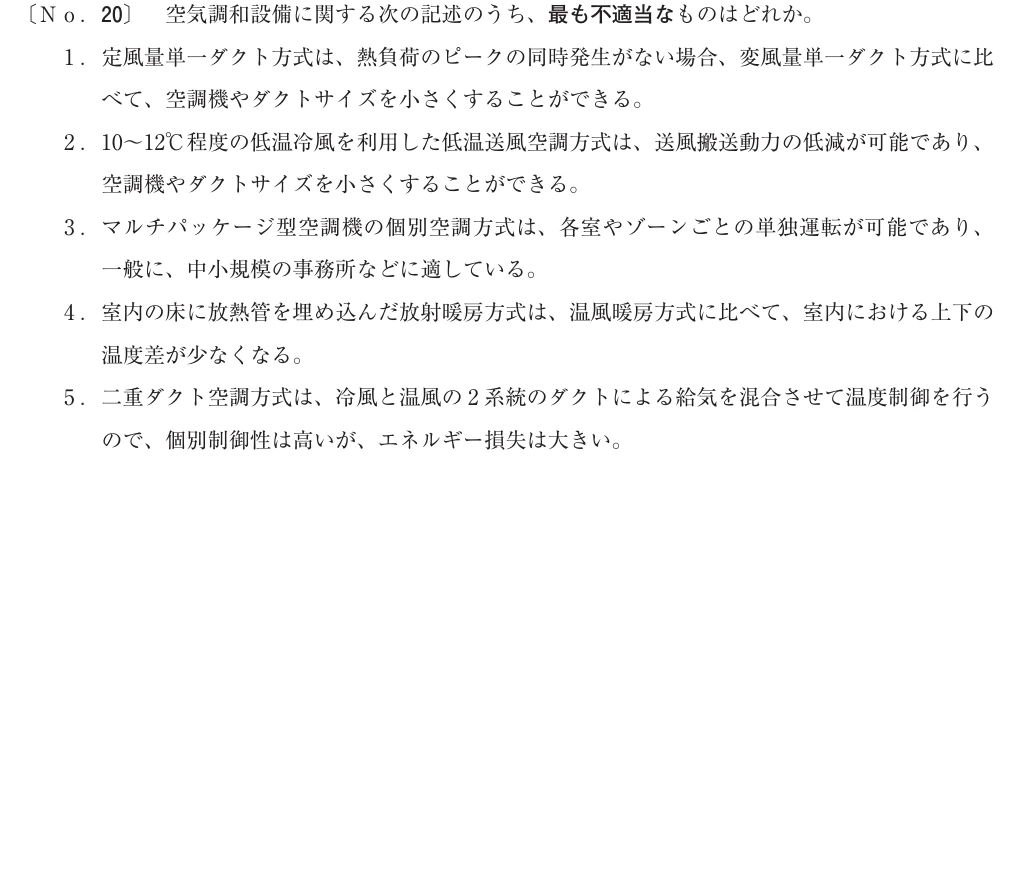 〔Ｎｏ．20〕　空気調和設備に関する次の記述のうち、最も不適当なものはどれか。
１．定風量単一ダクト方式は、熱負荷のピークの同時発生がない場合、変風量単一ダクト方式に比
べて、空調機やダクトサイズを小さくすることができる。
２．10～12℃程度の低温冷風を利用した低温送風空調方式は、送風搬送動力の低減が可能であり、
空調機やダクトサイズを小さくすることができる。
３．マルチパッケージ型空調機の個別空調方式は、各室やゾーンごとの単独運転が可能であり、
一般に、中小規模の事務所などに適している。
４．室内の床に放熱管を埋め込んだ放射暖房方式は、温風暖房方式に比べて、室内における上下の
温度差が少なくなる。
５．二重ダクト空調方式は、冷風と温風の２系統のダクトによる給気を混合させて温度制御を行う
ので、個別制御性は高いが、エネルギー損失は大きい。